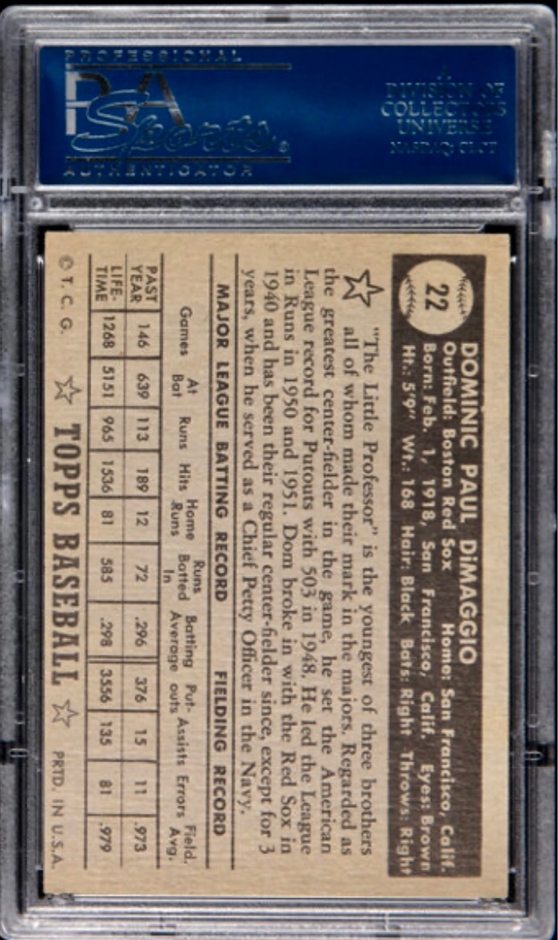 PROFESSIONAL
PSA
Sports®
AUTHENTICATOR
A
DIVISION OF
COLLECTORS
UNIVERSE
NASDAQ: CLCT
22
DOMINIC PAUL DiMAGGIO
Outfield: Boston Red Sox Home: San Francisco, Calif.
Born: Feb. 1, 1918, San Francisco, Calif. Eyes: Brown
Ht.: 5'9" Wt.: 168 Hair: Black Bats: Right Throws: Right
"The Little Professor" is the youngest of three brothers
all of whom made their mark in the majors. Regarded as
the greatest center-fielder in the game, he set the American
League record for Putouts with 503 in 1948. He led the League
in Runs in 1950 and 1951. Dom broke in with the Red Sox in
1940 and has been their regular center-fielder since, except for 3
years, when he served as a Chief Petty Officer in the Navy.
MAJOR LEAGUE BATTING RECORD FIELDING RECORD
Games At Bat Runs Hits Home Runs Runs Batted In Batting Average Put-outs Assists Errors Field. Avg.
PAST YEAR 146 639 113 189 12 72 .296 376 15 11 .973
LIFE-TIME 1268 5151 965 1536 81 585 .298 3556 135 81 .979
© T. C. G. ☆ TOPPS BASEBALL ☆ PRTD. IN U.S.A.